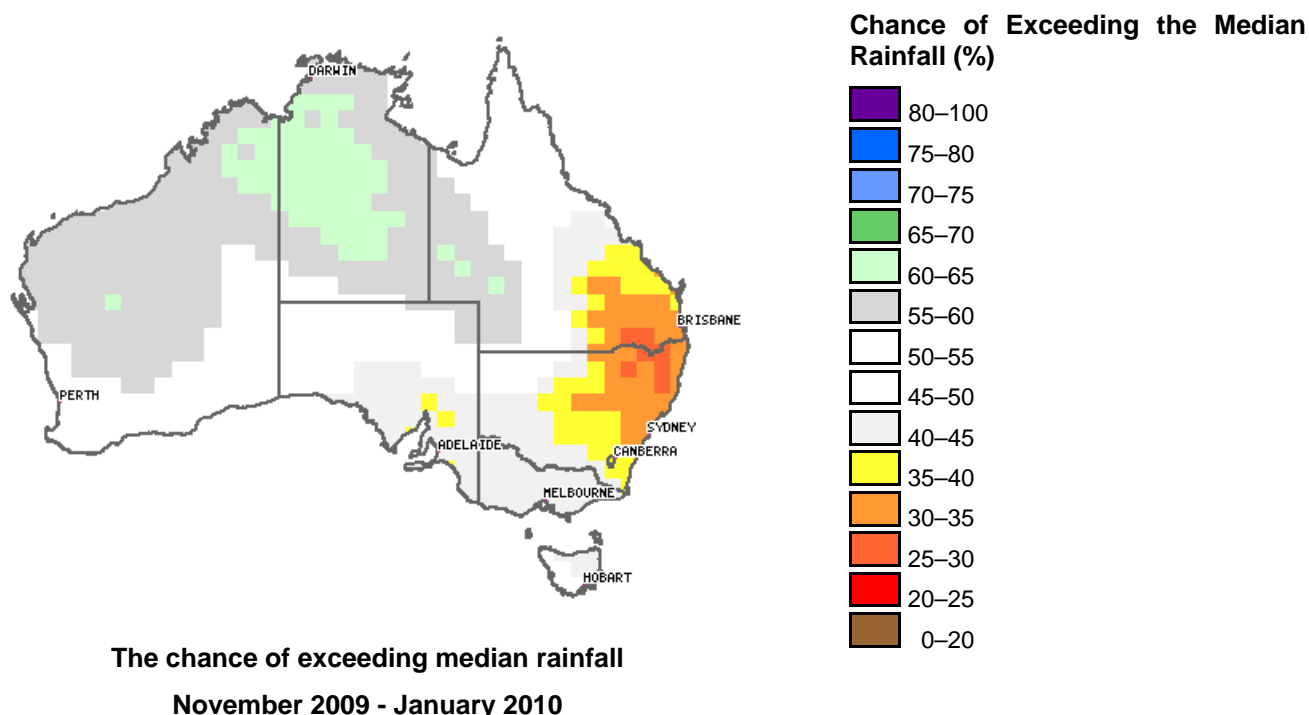 Chance of Exceeding the Median
Rainfall (%)
80–100
75–80
70–75
65–70
60–65
55–60
50–55
45–50
40–45
35–40
30–35
25–30
20–25
0–20
DARWIN
BRISBANE
PERTH
SYDNEY
ADELAIDE
CANBERRA
MELBOURNE
HOBART
The chance of exceeding median rainfall
November 2009 - January 2010